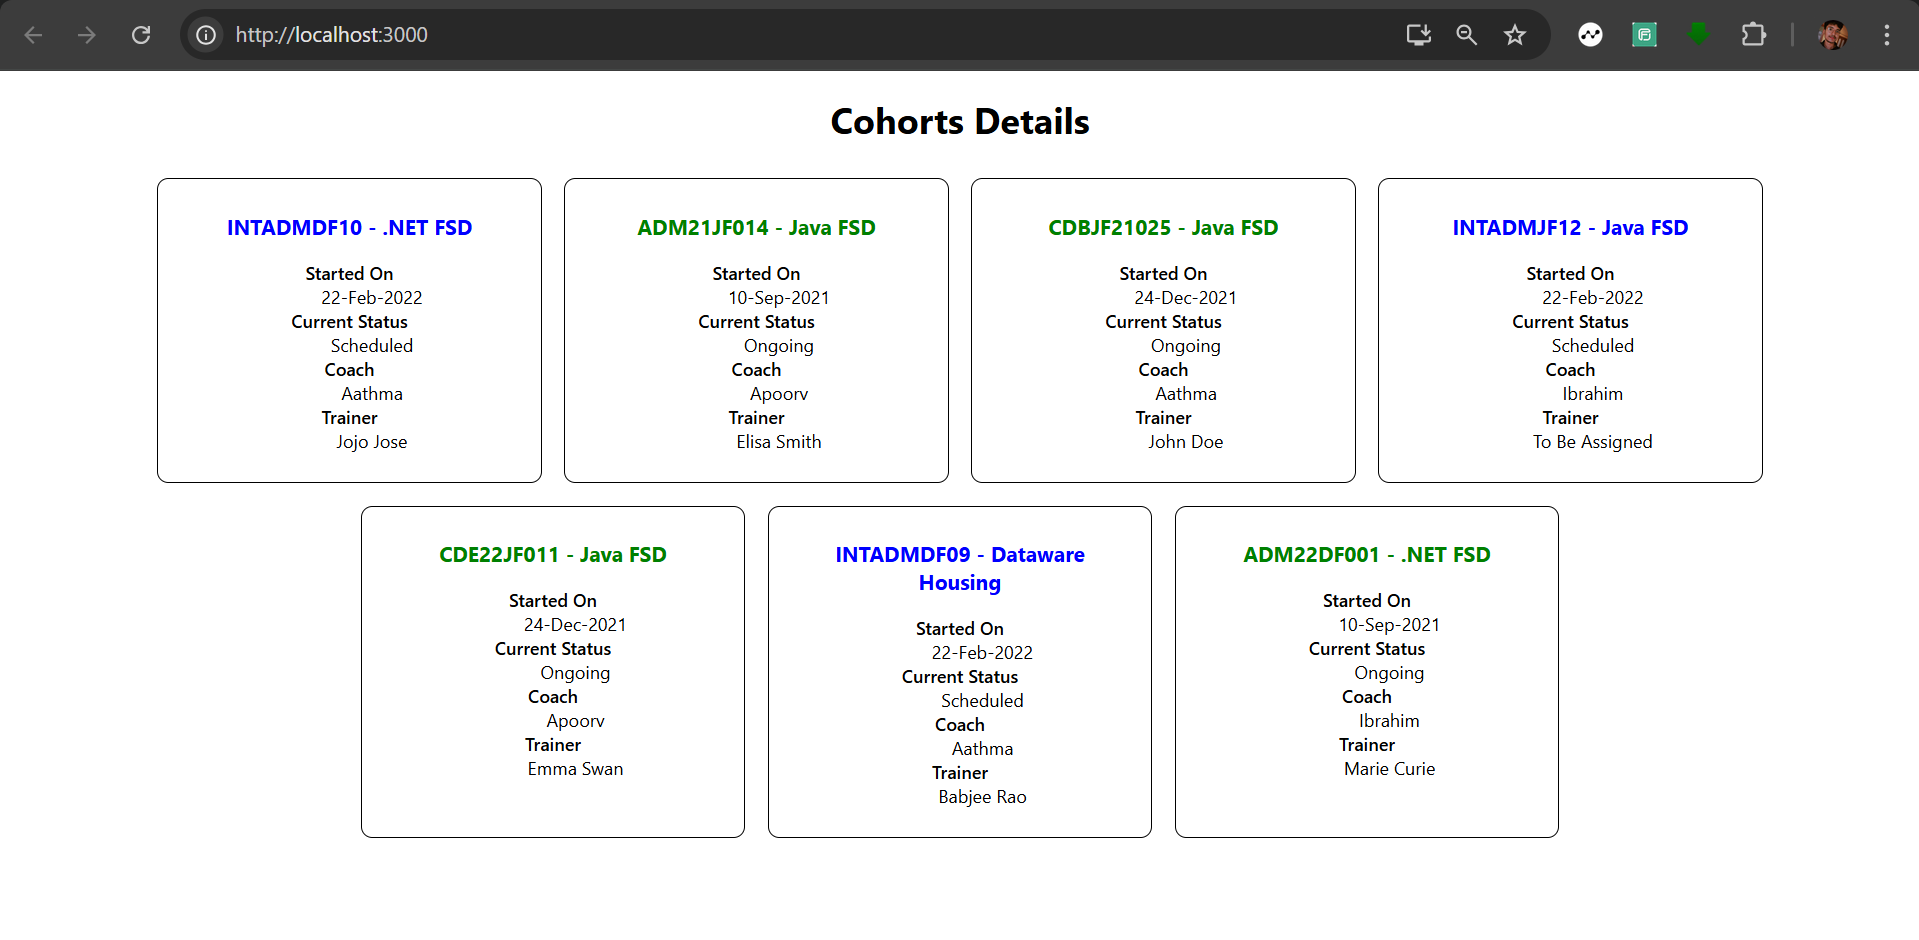 http://localhost:3000
Cohorts Details
INTADMDF10 - .NET FSD
Started On
22-Feb-2022
Current Status
Scheduled
Coach
Aathma
Trainer
Jojo Jose
ADM21JF014 - Java FSD
Started On
10-Sep-2021
Current Status
Ongoing
Coach
Apoorv
Trainer
Elisa Smith
CDBJF21025 - Java FSD
Started On
24-Dec-2021
Current Status
Ongoing
Coach
Aathma
Trainer
John Doe
INTADMJF12 - Java FSD
Started On
22-Feb-2022
Current Status
Scheduled
Coach
Ibrahim
Trainer
To Be Assigned
CDE22JF011 - Java FSD
Started On
24-Dec-2021
Current Status
Ongoing
Coach
Apoorv
Trainer
Emma Swan
INTADMDF09 - Dataware
Housing
Started On
22-Feb-2022
Current Status
Scheduled
Coach
Aathma
Trainer
Babjee Rao
ADM22DF001 - .NET FSD
Started On
10-Sep-2021
Current Status
Ongoing
Coach
Ibrahim
Trainer
Marie Curie